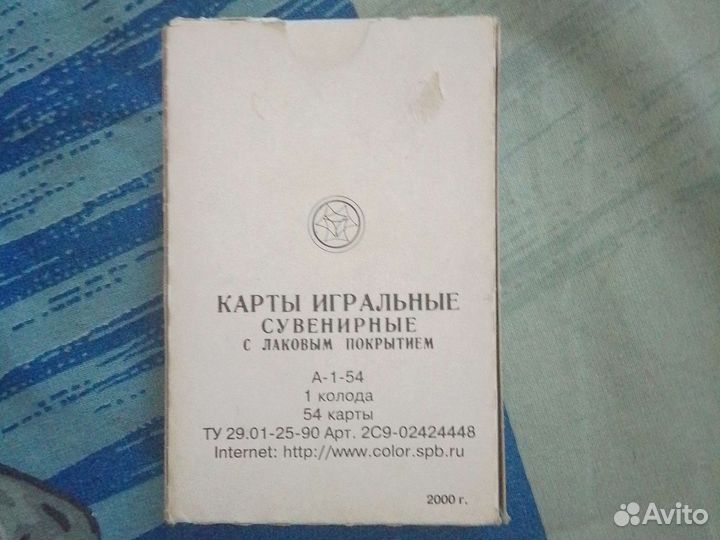 КАРТЫ ИГРАЛЬНЫЕ
СУВЕНИРНЫЕ
С ЛАКОВЫМ ПОКРЫТИЕМ
А-1-54
1 колода
54 карты
ТУ 29.01-25-90 Арт. 2С9-02424448
Internet: http://www.color.spb.ru
2000 г.
Avito